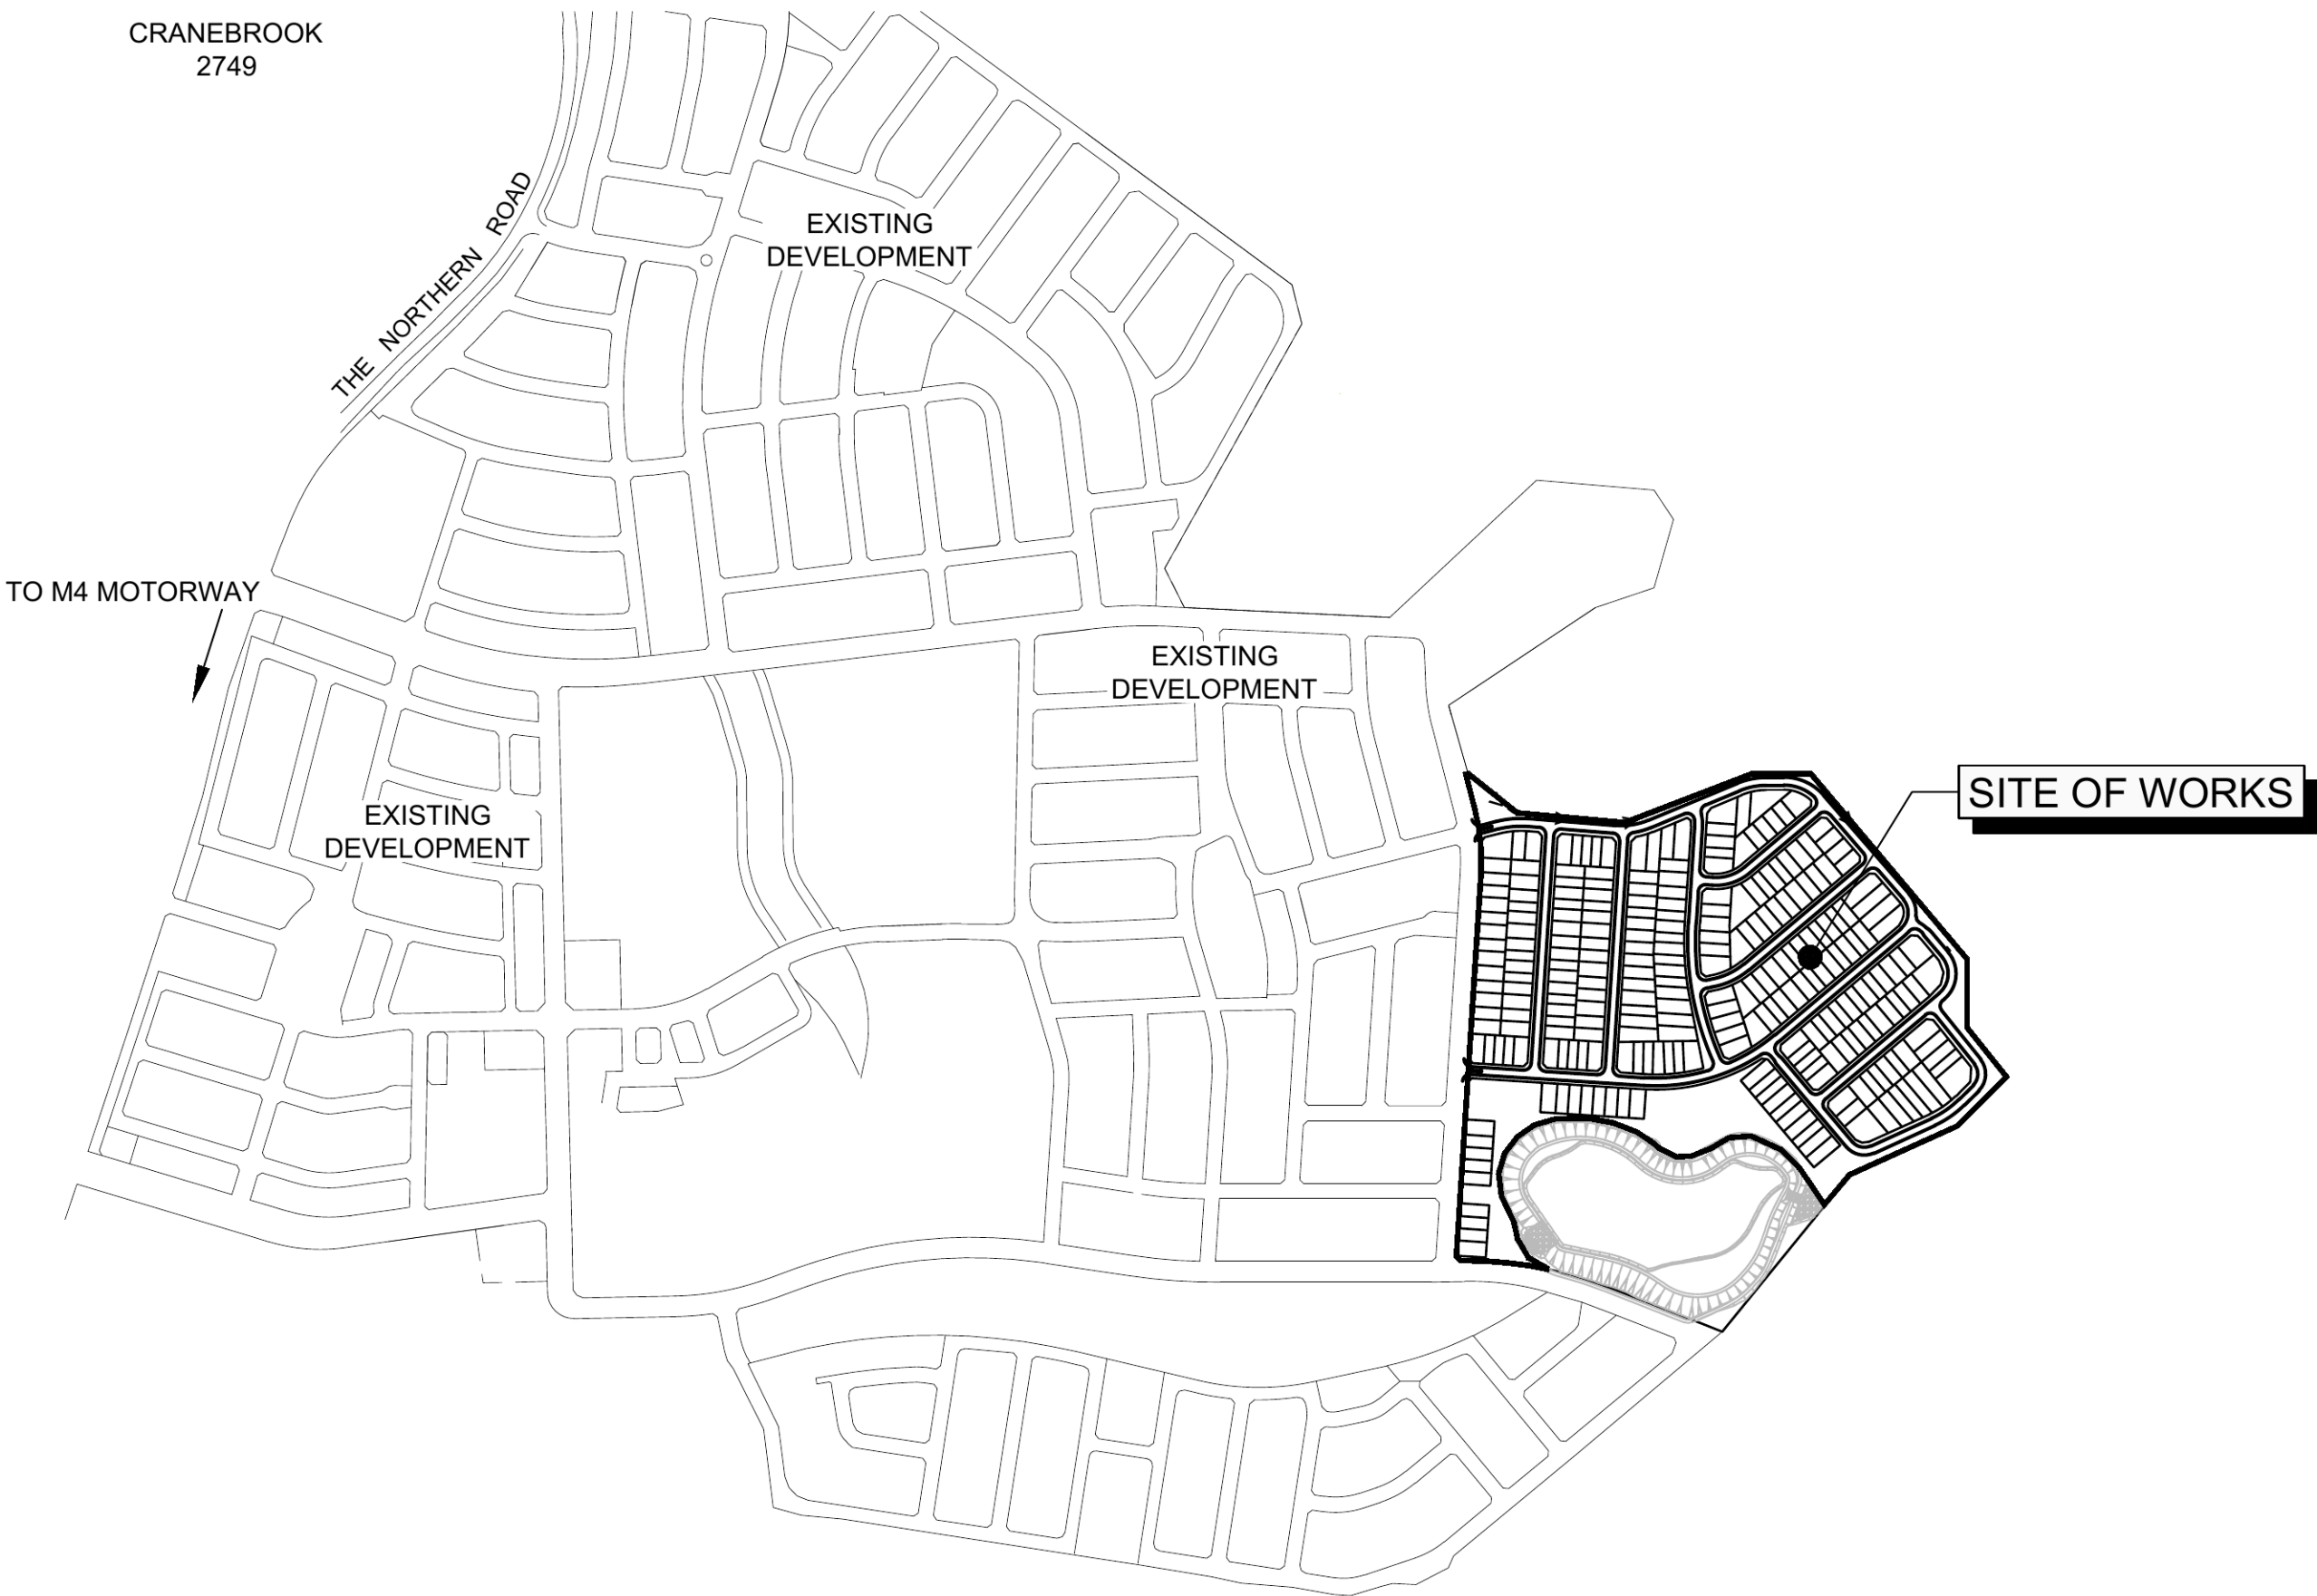 CRANEBROOK
2749
THE NORTHERN ROAD
EXISTING
DEVELOPMENT
TO M4 MOTORWAY
EXISTING
DEVELOPMENT
SITE OF WORKS
EXISTING
DEVELOPMENT